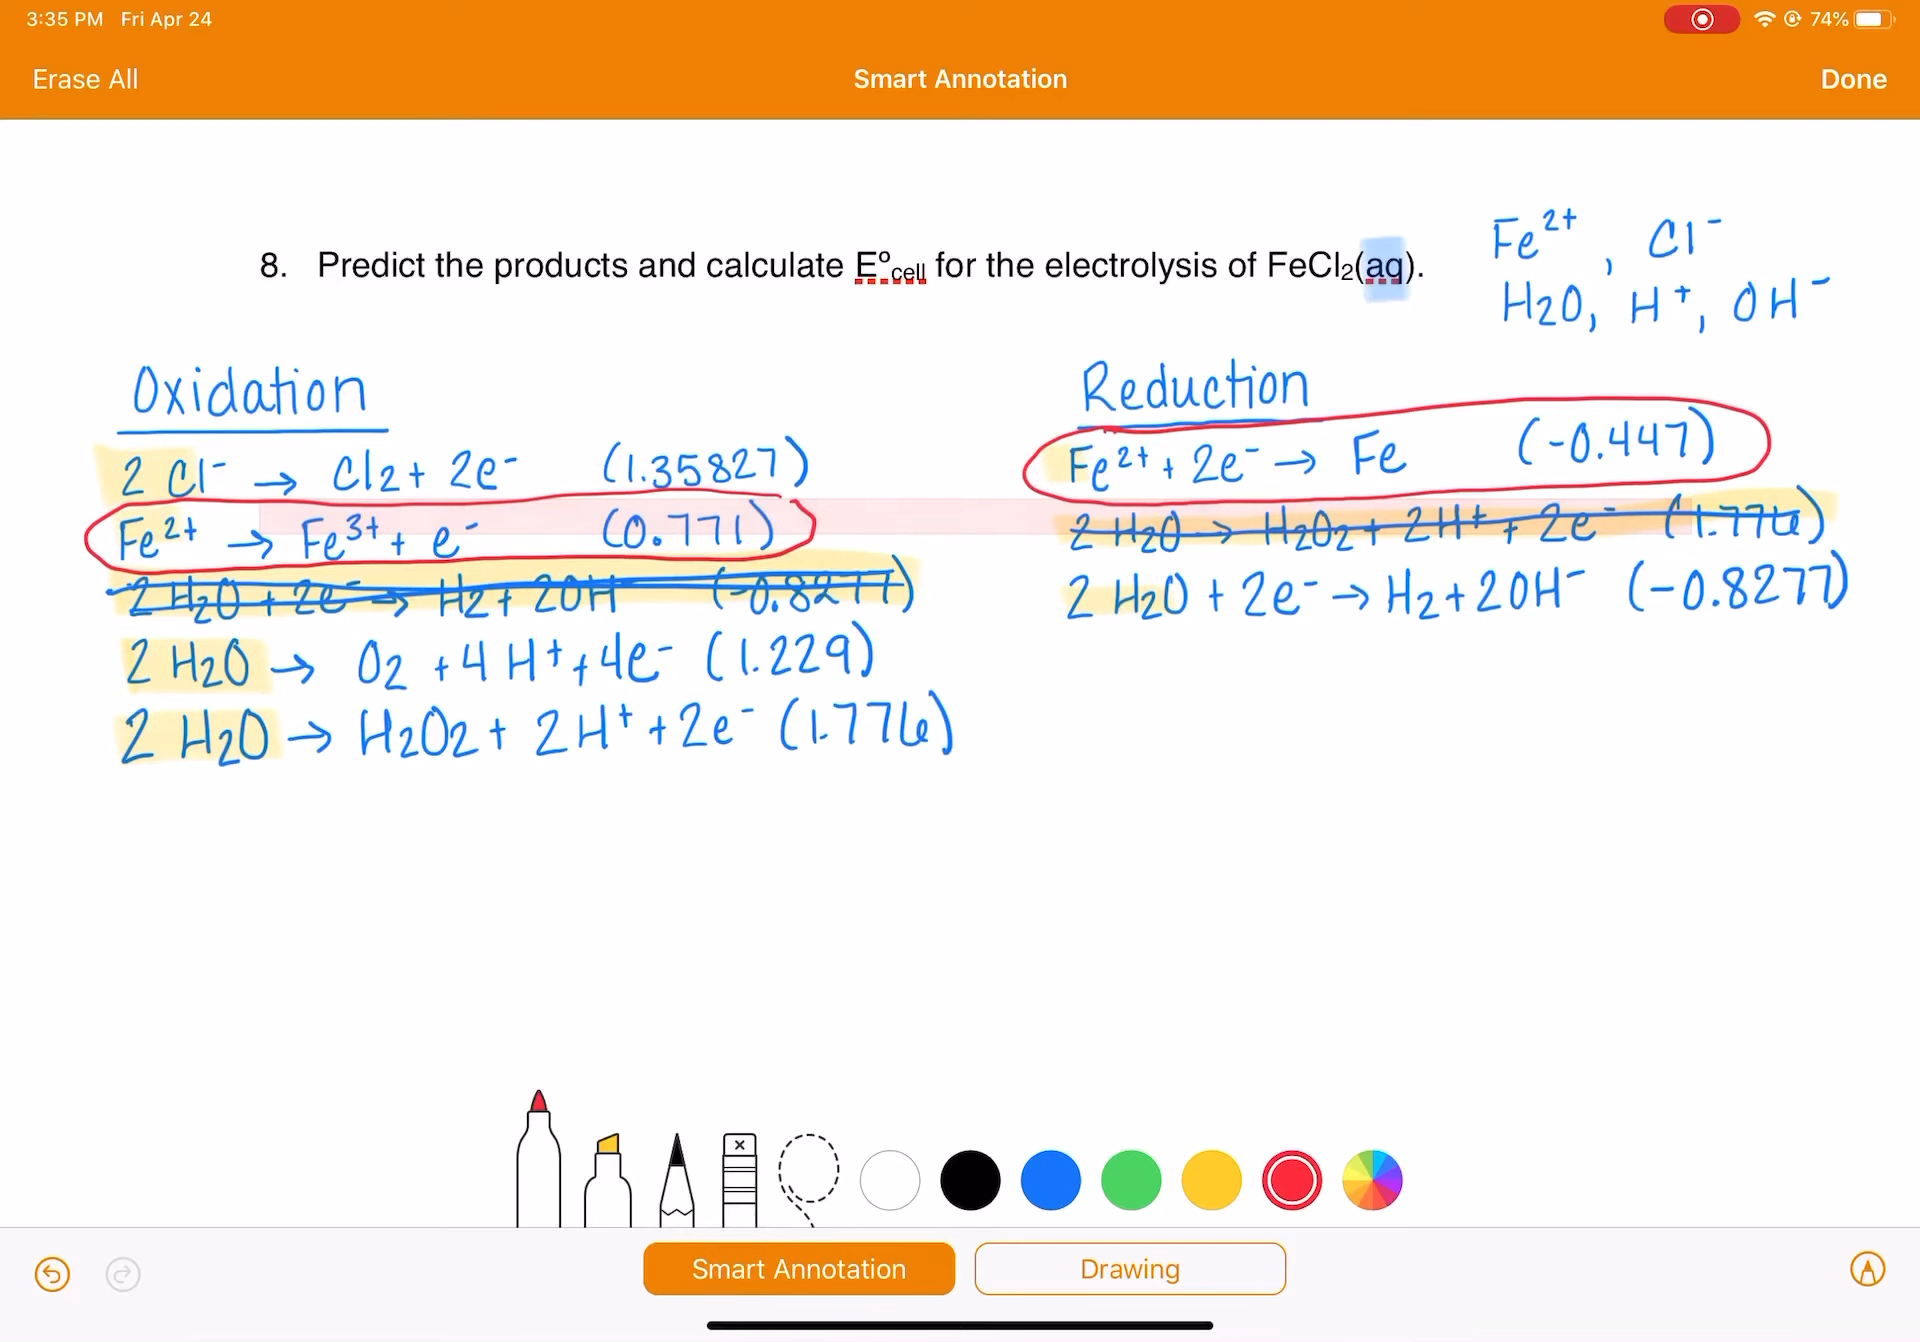 3:35 PM Fri Apr 24
74%
Erase All
Smart Annotation
Done
8. Predict the products and calculate E°cell for the electrolysis of FeCl₂(aq).
Fe²⁺, Cl⁻
H₂O, H⁺, OH⁻
Oxidation
2 Cl⁻ → Cl₂ + 2e⁻ (1.35827)
Fe²⁺ → Fe³⁺ + e⁻ (0.771)
2 H₂O + 2e⁻ → H₂ + 2OH⁻ (-0.8277)
2 H₂O → O₂ + 4 H⁺ + 4e⁻ (1.229)
2 H₂O → H₂O₂ + 2H⁺ + 2e⁻ (1.776)
Reduction
Fe²⁺ + 2e⁻ → Fe (-0.447)
2 H₂O → H₂O₂ + 2H⁺ + 2e⁻ (1.776)
2 H₂O + 2e⁻ → H₂ + 2OH⁻ (-0.8277)
Smart Annotation
Drawing